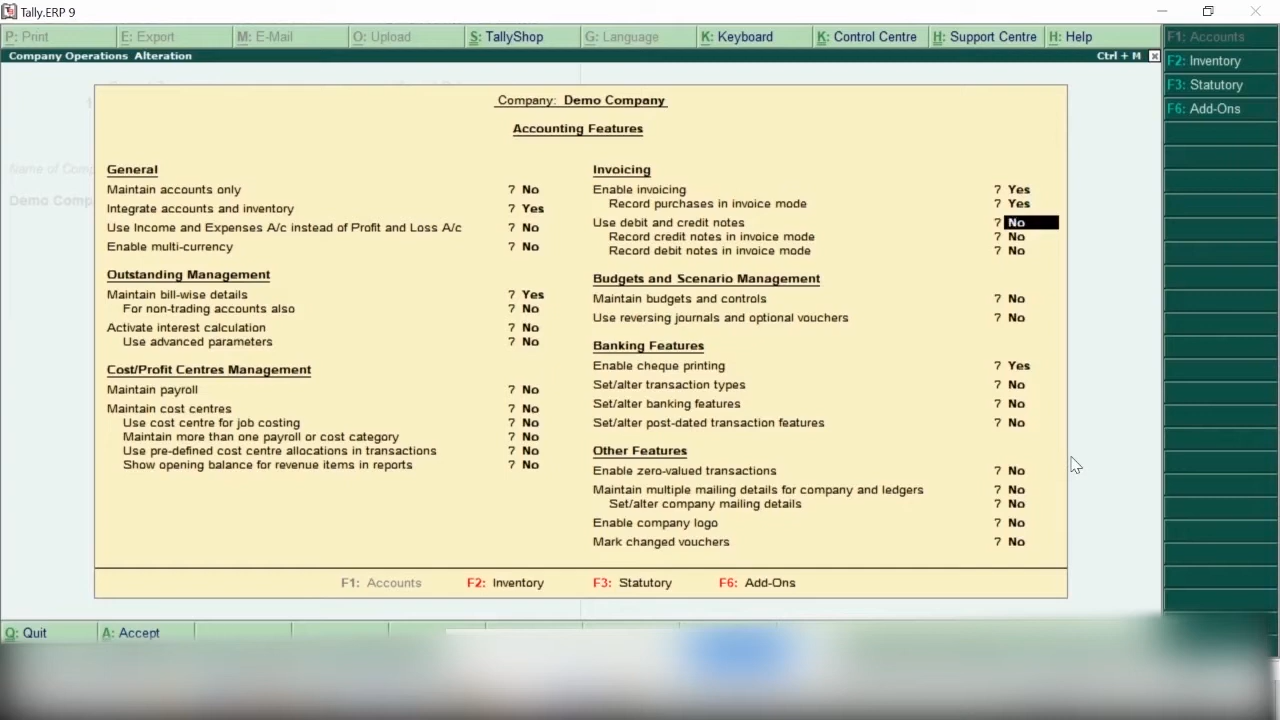 Tally.ERP 9
P: Print
E: Export
M: E-Mail
O: Upload
S: TallyShop
G: Language
K: Keyboard
K: Control Centre
H: Support Centre
H: Help
F1: Accounts
Company Operations Alteration
Ctrl + M
F2: Inventory
F3: Statutory
F6: Add-Ons
Company: Demo Company
Accounting Features
General
Maintain accounts only ? No
Integrate accounts and inventory ? Yes
Use Income and Expenses A/c instead of Profit and Loss A/c ? No
Enable multi-currency ? No
Outstanding Management
Maintain bill-wise details ? Yes
For non-trading accounts also ? No
Activate interest calculation ? No
Use advanced parameters ? No
Cost/Profit Centres Management
Maintain payroll ? No
Maintain cost centres ? No
Use cost centre for job costing ? No
Maintain more than one payroll or cost category ? No
Use pre-defined cost centre allocations in transactions ? No
Show opening balance for revenue items in reports ? No
Invoicing
Enable invoicing ? Yes
Record purchases in invoice mode ? Yes
Use debit and credit notes ? No
Record credit notes in invoice mode ? No
Record debit notes in invoice mode ? No
Budgets and Scenario Management
Maintain budgets and controls ? No
Use reversing journals and optional vouchers ? No
Banking Features
Enable cheque printing ? Yes
Set/alter transaction types ? No
Set/alter banking features ? No
Set/alter post-dated transaction features ? No
Other Features
Enable zero-valued transactions ? No
Maintain multiple mailing details for company and ledgers ? No
Set/alter company mailing details ? No
Enable company logo ? No
Mark changed vouchers ? No
Name of Comp
Demo Comp
F1: Accounts
F2: Inventory
F3: Statutory
F6: Add-Ons
Q: Quit
A: Accept